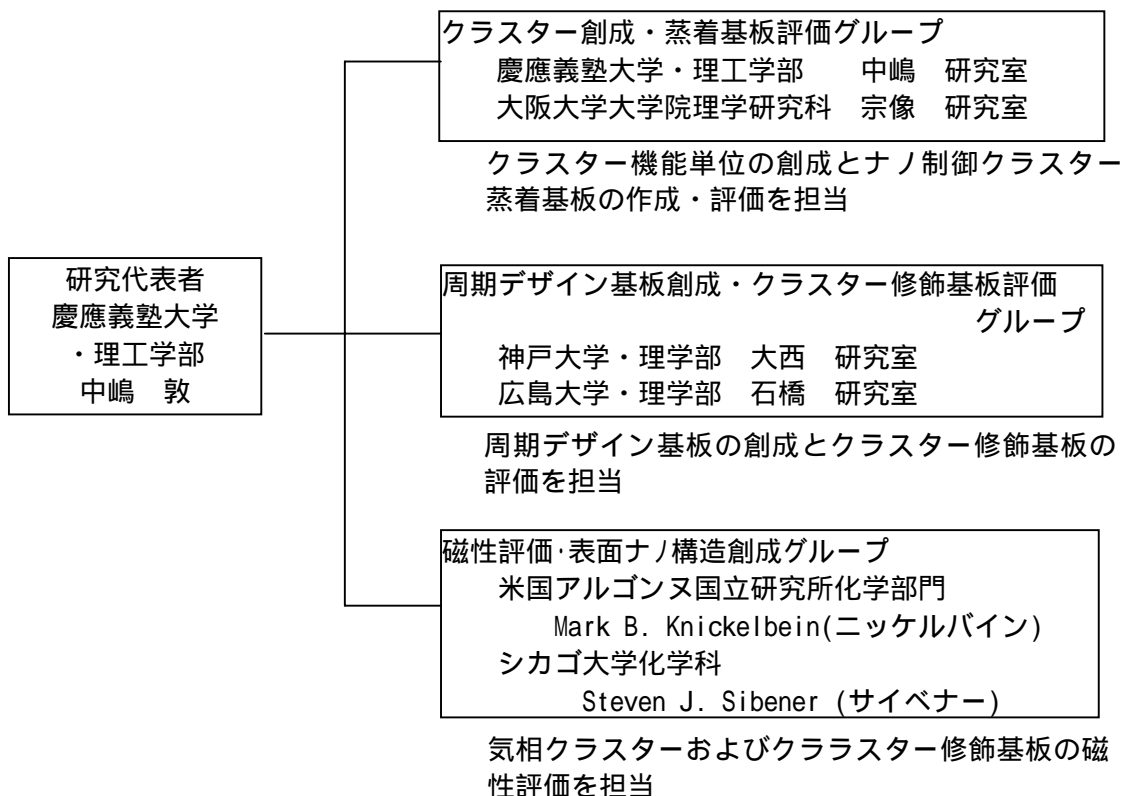 クラスター創成・蒸着基板評価グループ
慶應義塾大学・理工学部　　中嶋　研究室
大阪大学大学院理学研究科　宗像　研究室
クラスター機能単位の創成とナノ制御クラスター
蒸着基板の作成・評価を担当
研究代表者
慶應義塾大学
・理工学部
中嶋　敦
周期デザイン基板創成・クラスター修飾基板評価
グループ
神戸大学・理学部　大西　研究室
広島大学・理学部　石橋　研究室
周期デザイン基板の創成とクラスター修飾基板の
評価を担当
磁性評価・表面ナノ構造創成グループ
米国アルゴンヌ国立研究所化学部門
Mark B. Knickelbein(ニッケルバイン)
シカゴ大学化学科
Steven J. Sibener (サイベナー)
気相クラスターおよびクララスター修飾基板の磁
性評価を担当